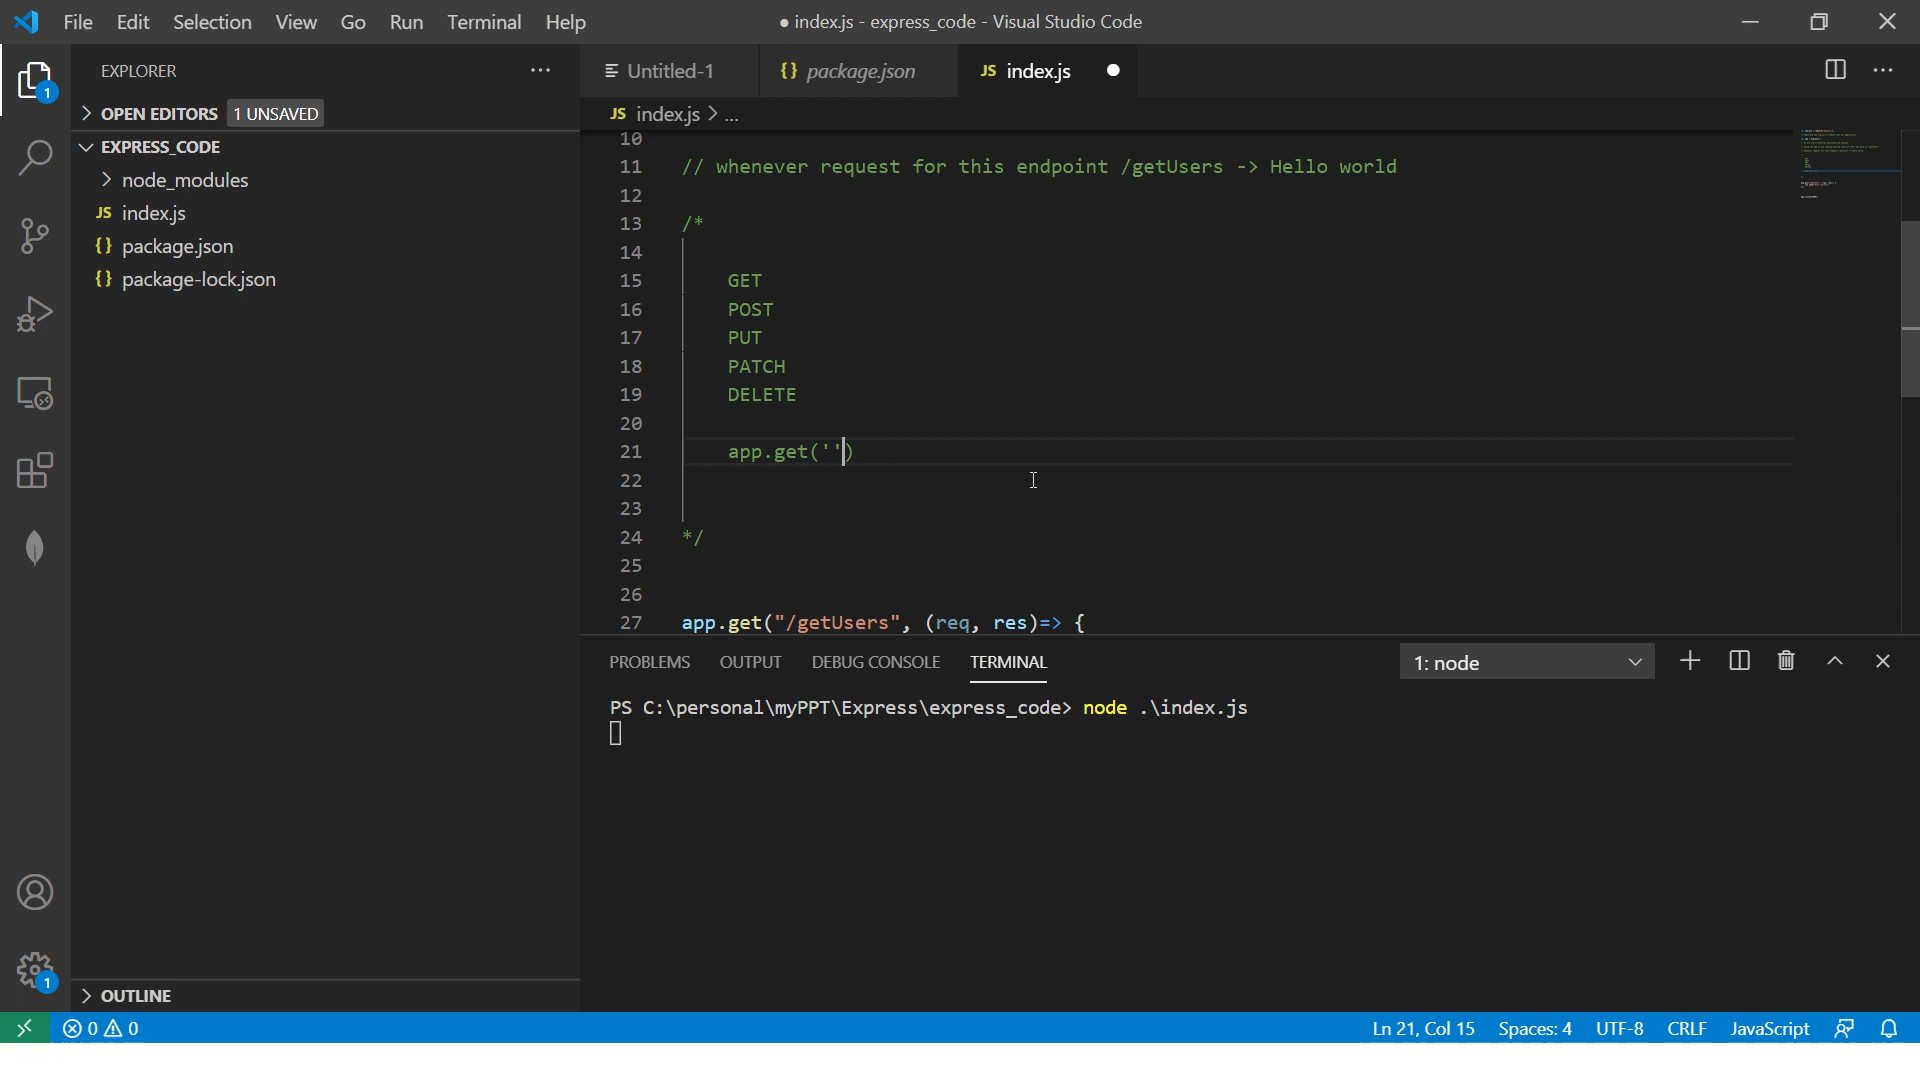 File Edit Selection View Go Run Terminal Help
● index.js - express_code - Visual Studio Code
EXPLORER
OPEN EDITORS 1 UNSAVED
EXPRESS_CODE
node_modules
JS index.js
{} package.json
{} package-lock.json
OUTLINE
1
1
Untitled-1
{} package.json
JS index.js
JS index.js > ...
10
11 // whenever request for this endpoint /getUsers -> Hello world
12
13 /*
14
15 GET
16 POST
17 PUT
18 PATCH
19 DELETE
20
21 app.get('')
22
23
24 */
25
26
27 app.get("/getUsers", (req, res)=> {
PROBLEMS OUTPUT DEBUG CONSOLE TERMINAL
1: node
PS C:\personal\myPPT\Express\express_code> node .\index.js
0 0
Ln 21, Col 15 Spaces: 4 UTF-8 CRLF JavaScript